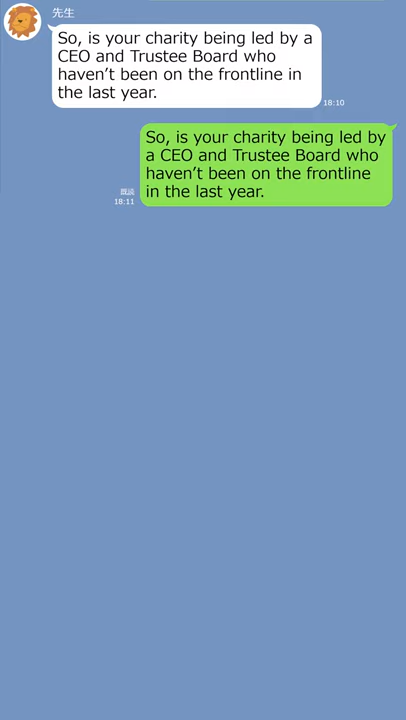 先生
So, is your charity being led by a
CEO and Trustee Board who
haven’t been on the frontline in
the last year.
18:10
So, is your charity being led by
a CEO and Trustee Board who
haven’t been on the frontline
in the last year.
既読
18:11